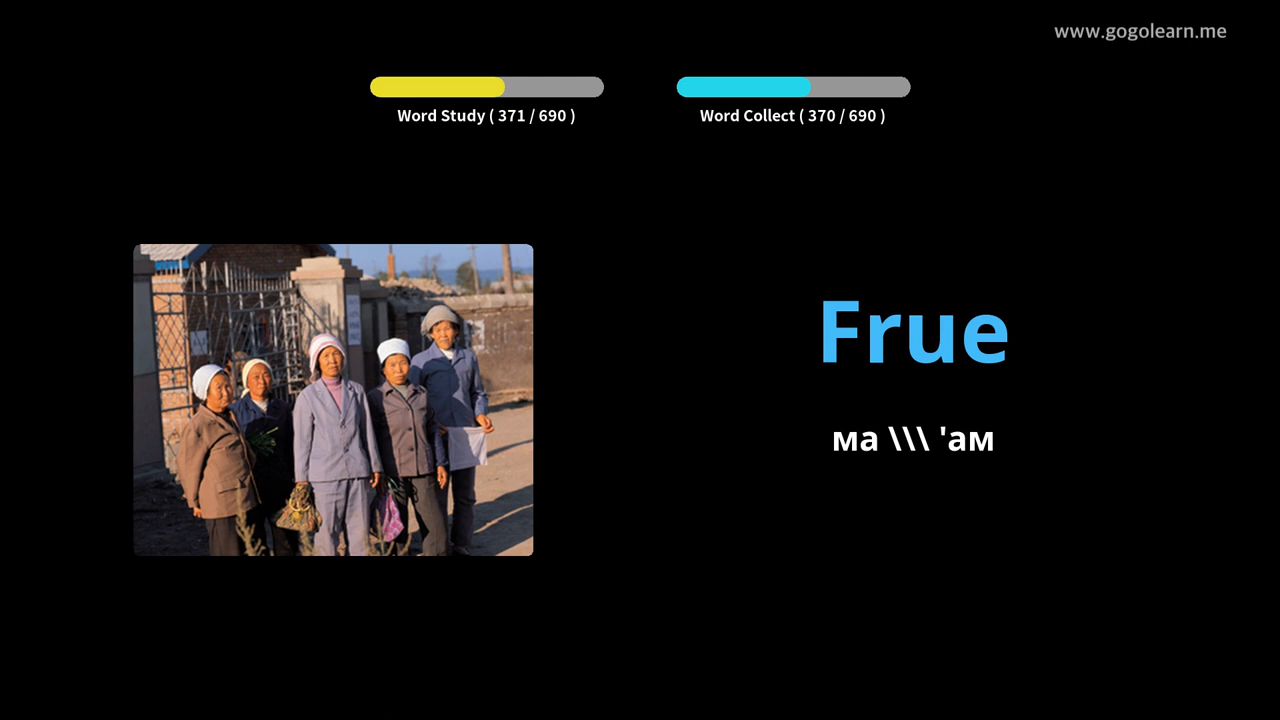 www.gogolearn.me
Word Study ( 371 / 690 )
Word Collect ( 370 / 690 )
Frue
ма \\\ 'ам